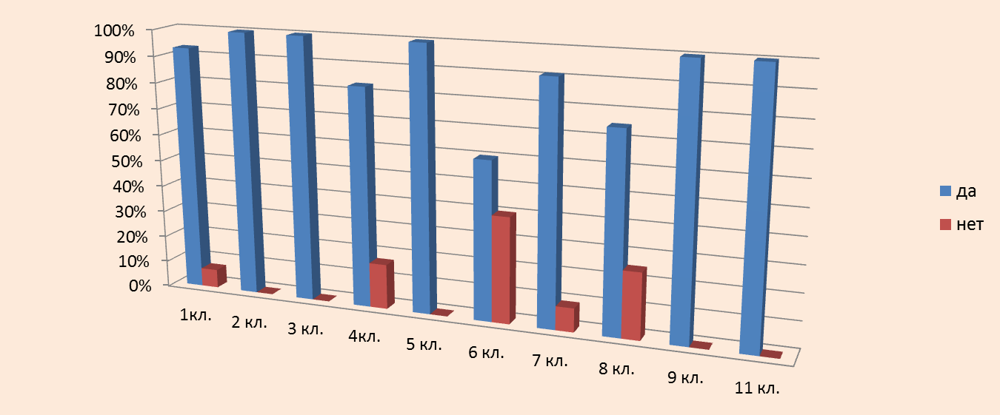 100%
90%
80%
70%
60%
50%
40%
30%
20%
10%
0%
1кл.
2 кл.
3 кл.
4кл.
5 кл.
6 кл.
7 кл.
8 кл.
9 кл.
11 кл.
да
нет